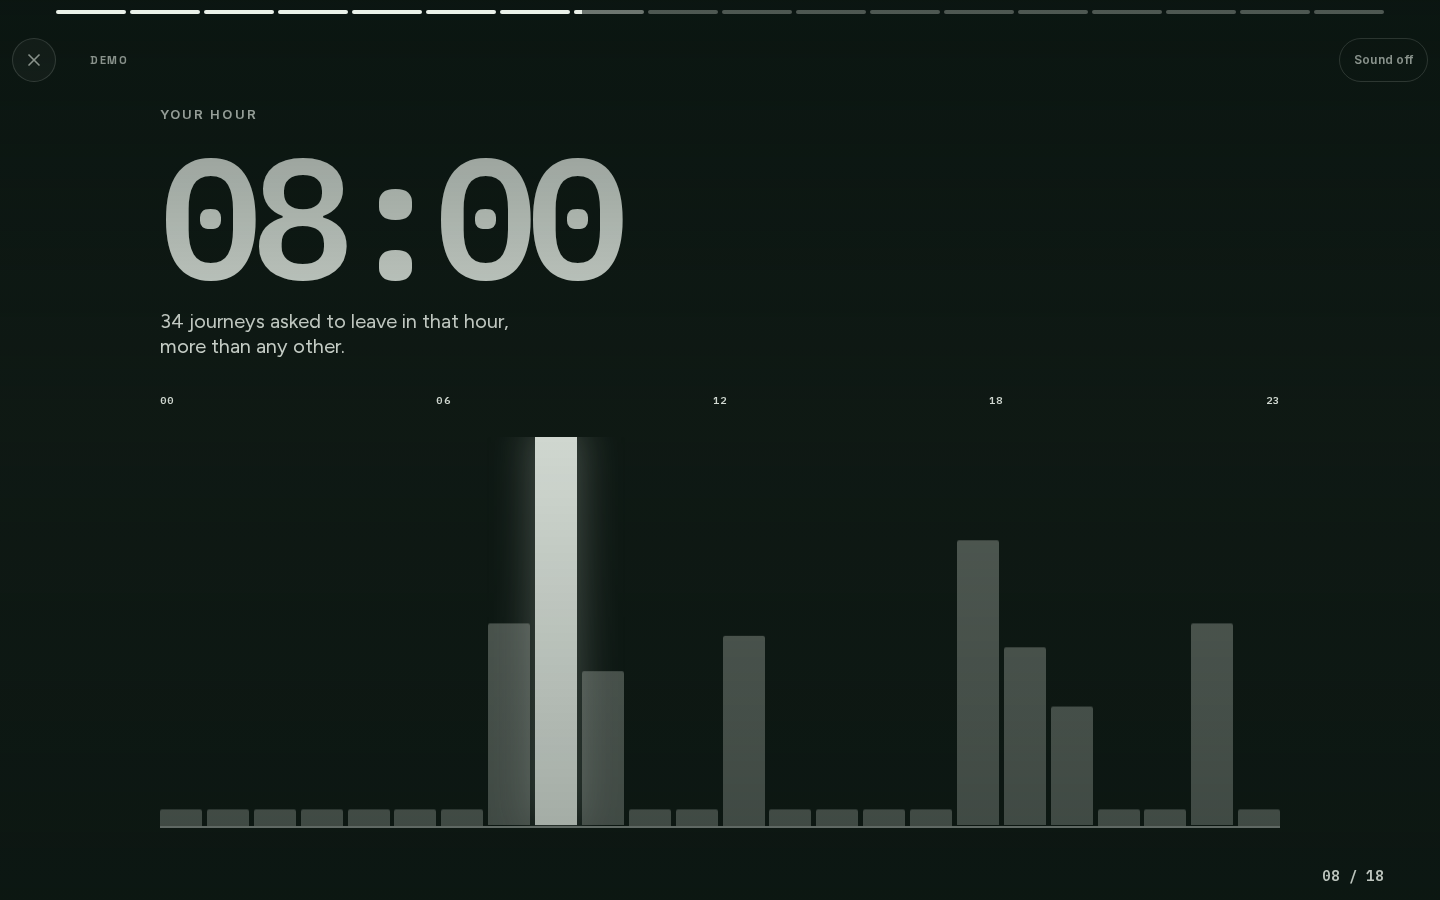 DEMO
Sound off
YOUR HOUR
08:00
34 journeys asked to leave in that hour,
more than any other.
00 06 12 18 23
08 / 18